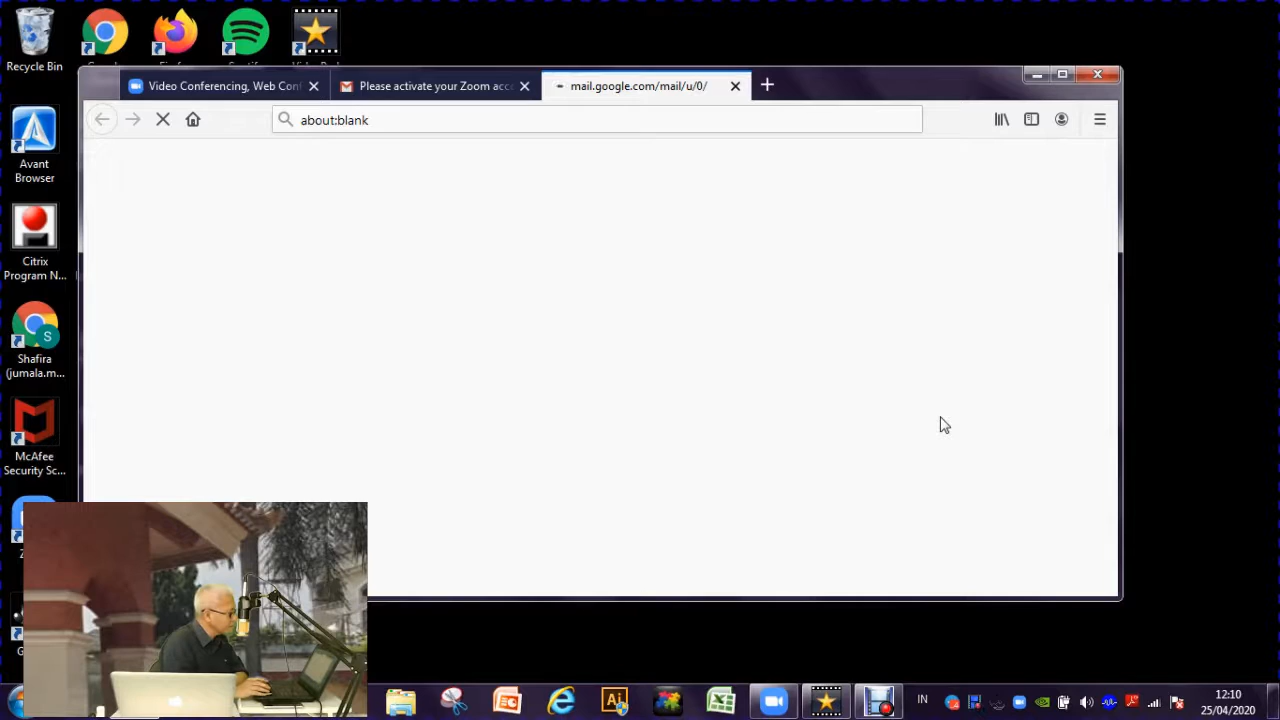 Recycle Bin
Video Conferencing, Web Conf
Please activate your Zoom acc
mail.google.com/mail/u/0/
about:blank
Avant
Browser
Citrix
Program N...
Shafira
(jumala.m...
McAfee
Security Sc...
IN
12:10
25/04/2020